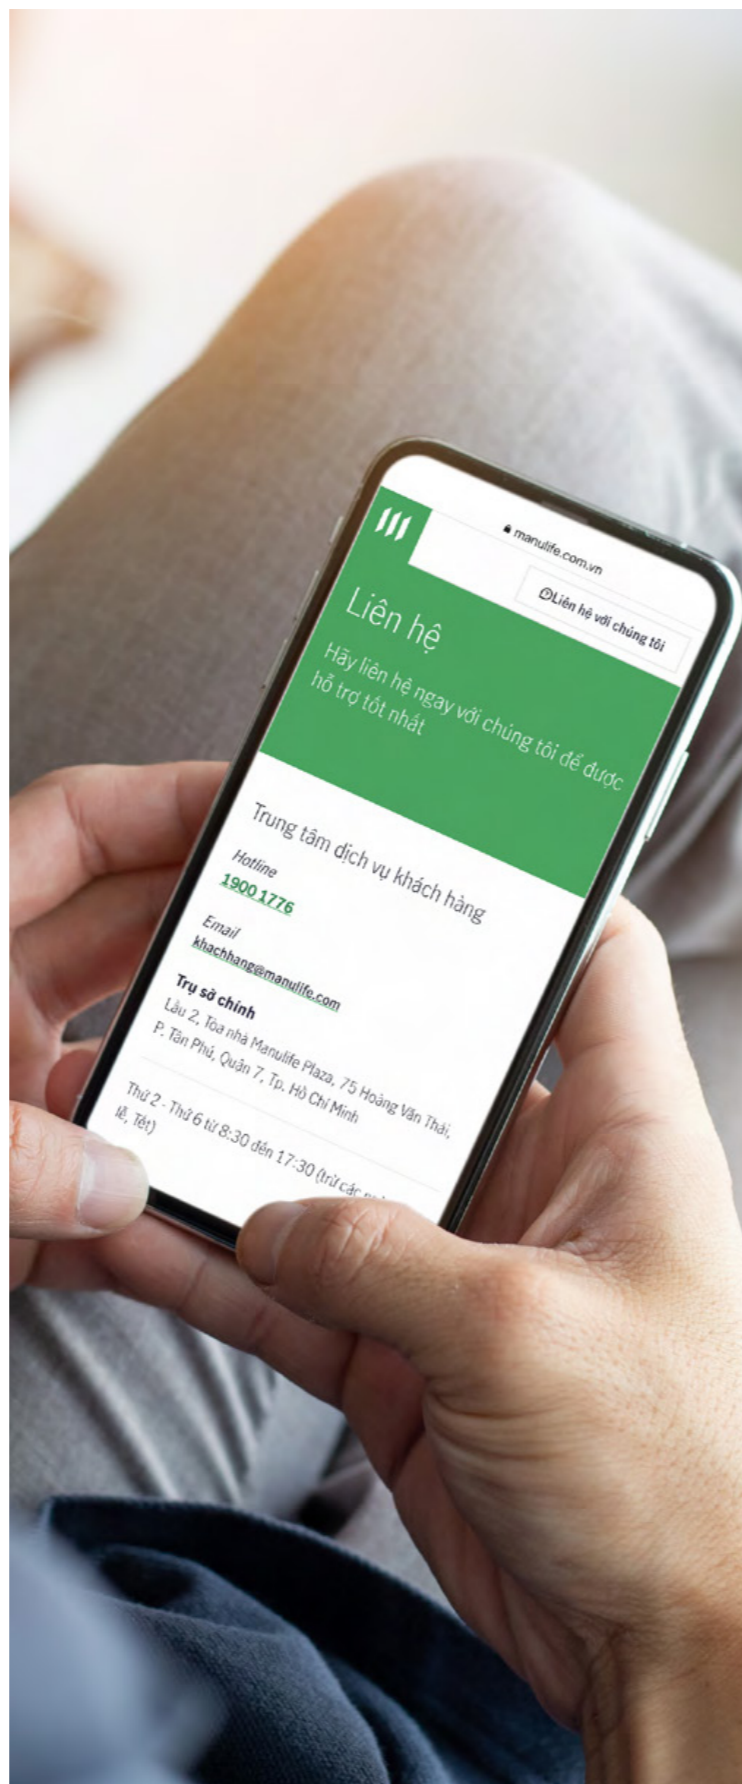 manulife.com.vn
Liên hệ với chúng tôi
Liên hệ
Hãy liên hệ ngay với chúng tôi để được
hỗ trợ tốt nhất
Trung tâm dịch vụ khách hàng
Hotline
1900 1776
Email
khachhang@manulife.com
Trụ sở chính
Lầu 2, Tòa nhà Manulife Plaza, 75 Hoàng Văn Thái,
P. Tân Phú, Quận 7, Tp. Hồ Chí Minh
Thứ 2 - Thứ 6 từ 8:30 đến 17:30 (trừ các
lễ, Tết)